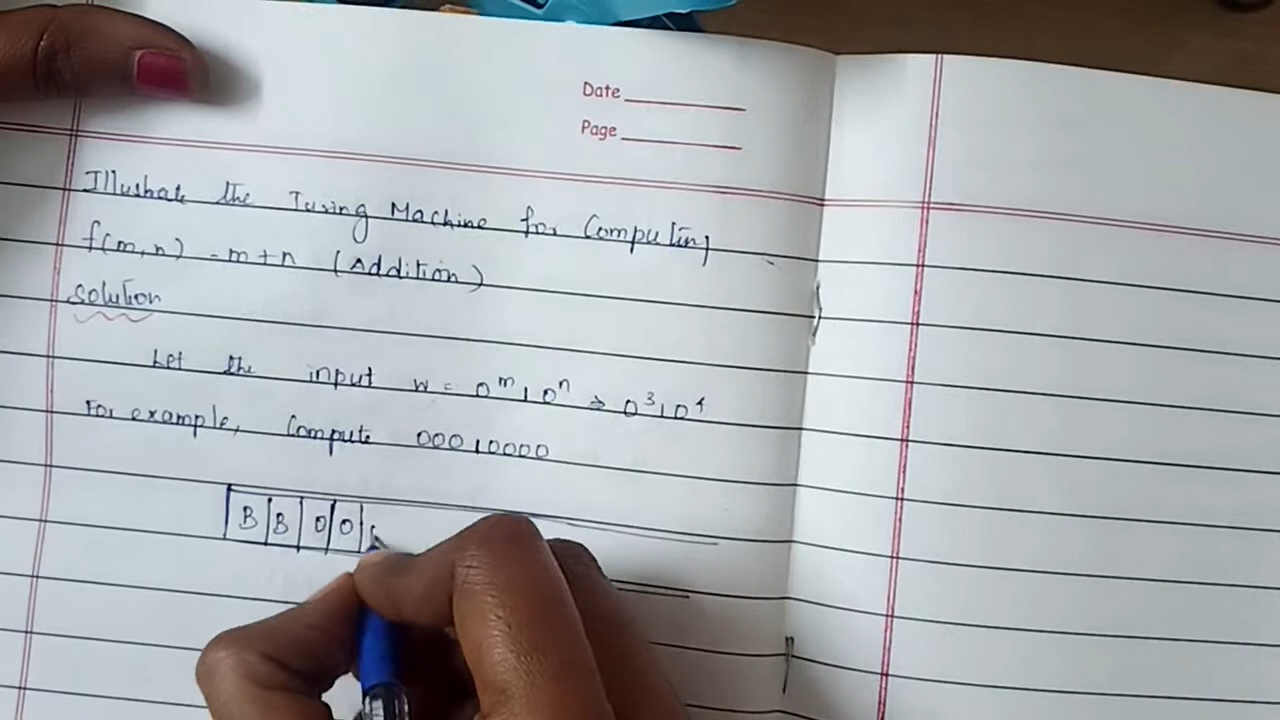 Date
Page
Illustrate the Turing Machine for Computing
f(m,n) = m+n (Addition)
Solution
Let the input w = 0^m 1 0^n ⇒ 0^3 1 0^4
For example, Compute 00010000
B B 0 0